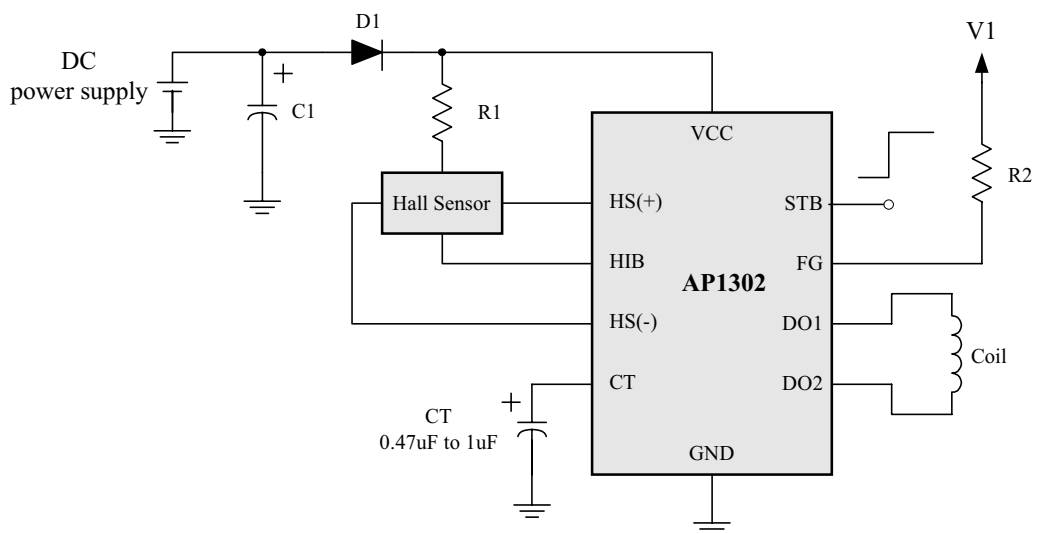 D1
V1
DC
power supply
+
C1
R1
VCC
R2
Hall Sensor
HS(+)
STB
HIB
FG
AP1302
HS(-)
DO1
Coil
CT
DO2
+
CT
0.47uF to 1uF
GND